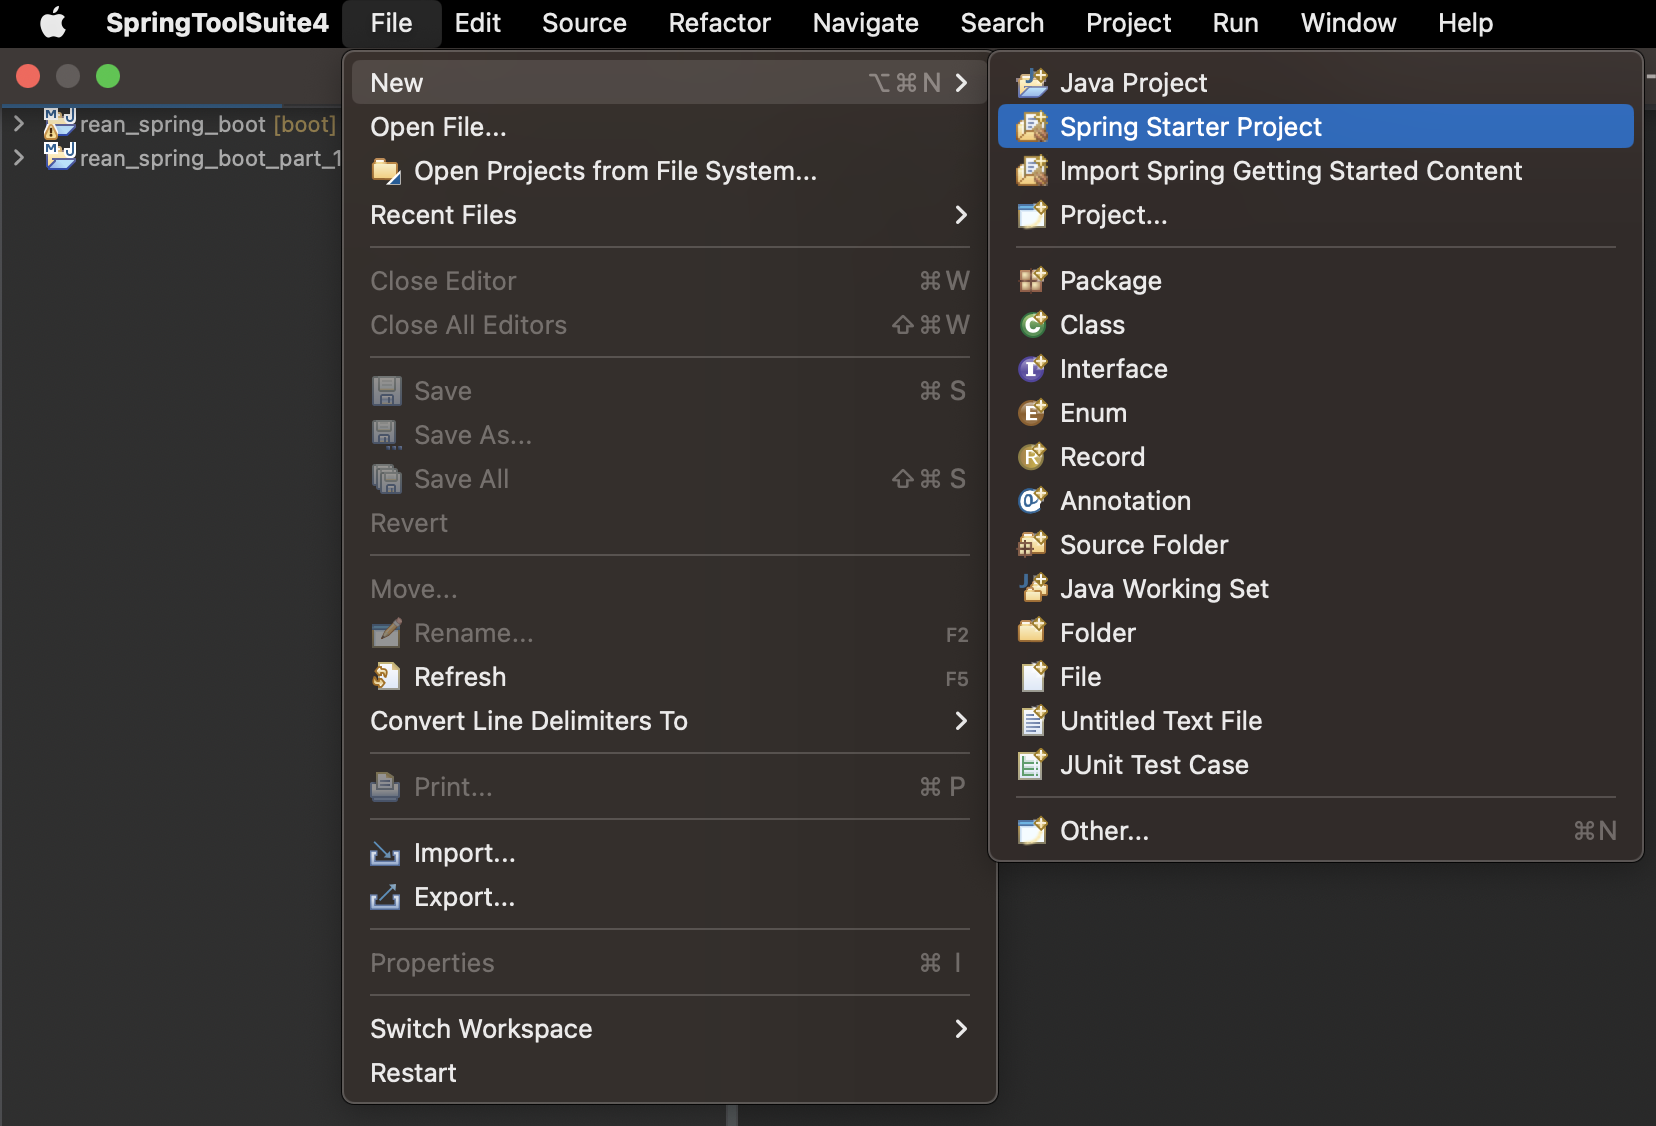 SpringToolSuite4 File Edit Source Refactor Navigate Search Project Run Window Help
rean_spring_boot [boot]
rean_spring_boot_part_1
New ⌥⌘N
Open File...
Open Projects from File System...
Recent Files
Close Editor ⌘W
Close All Editors ⇧⌘W
Save ⌘S
Save As...
Save All ⇧⌘S
Revert
Move...
Rename... F2
Refresh F5
Convert Line Delimiters To
Print... ⌘P
Import...
Export...
Properties ⌘I
Switch Workspace
Restart
Java Project
Spring Starter Project
Import Spring Getting Started Content
Project...
Package
Class
Interface
Enum
Record
Annotation
Source Folder
Java Working Set
Folder
File
Untitled Text File
JUnit Test Case
Other... ⌘N